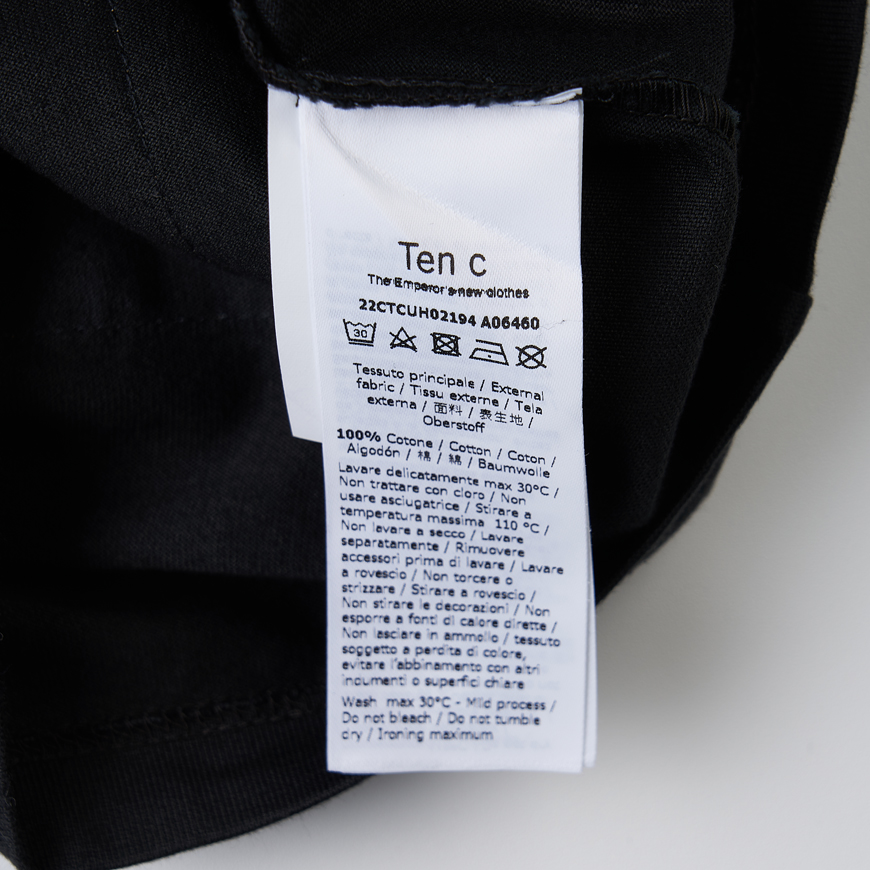 Ten c
The Emperor's new clothes
22CTCUH02194 A06460
30
Tessuto principale / External
fabric / Tissu externe / Tela
externa / 面料 / 表生地 /
Oberstoff
100% Cotone / Cotton / Coton /
Algodón / 棉 / 綿 / Baumwolle
Lavare delicatamente max 30°C /
Non trattare con cloro / Non
usare asciugatrice / Stirare a
temperatura massima 110 °C /
Non lavare a secco / Lavare
separatamente / Rimuovere
accessori prima di lavare / Lavare
a rovescio / Non torcere o
strizzare / Stirare a rovescio /
Non stirare le decorazioni / Non
esporre a fonti di calore dirette /
Non lasciare in ammollo / tessuto
soggetto a perdita di colore,
evitare l'abbinamento con altri
indumenti o superfici chiare
Wash max 30°C - Mild process /
Do not bleach / Do not tumble
dry / Ironing maximum